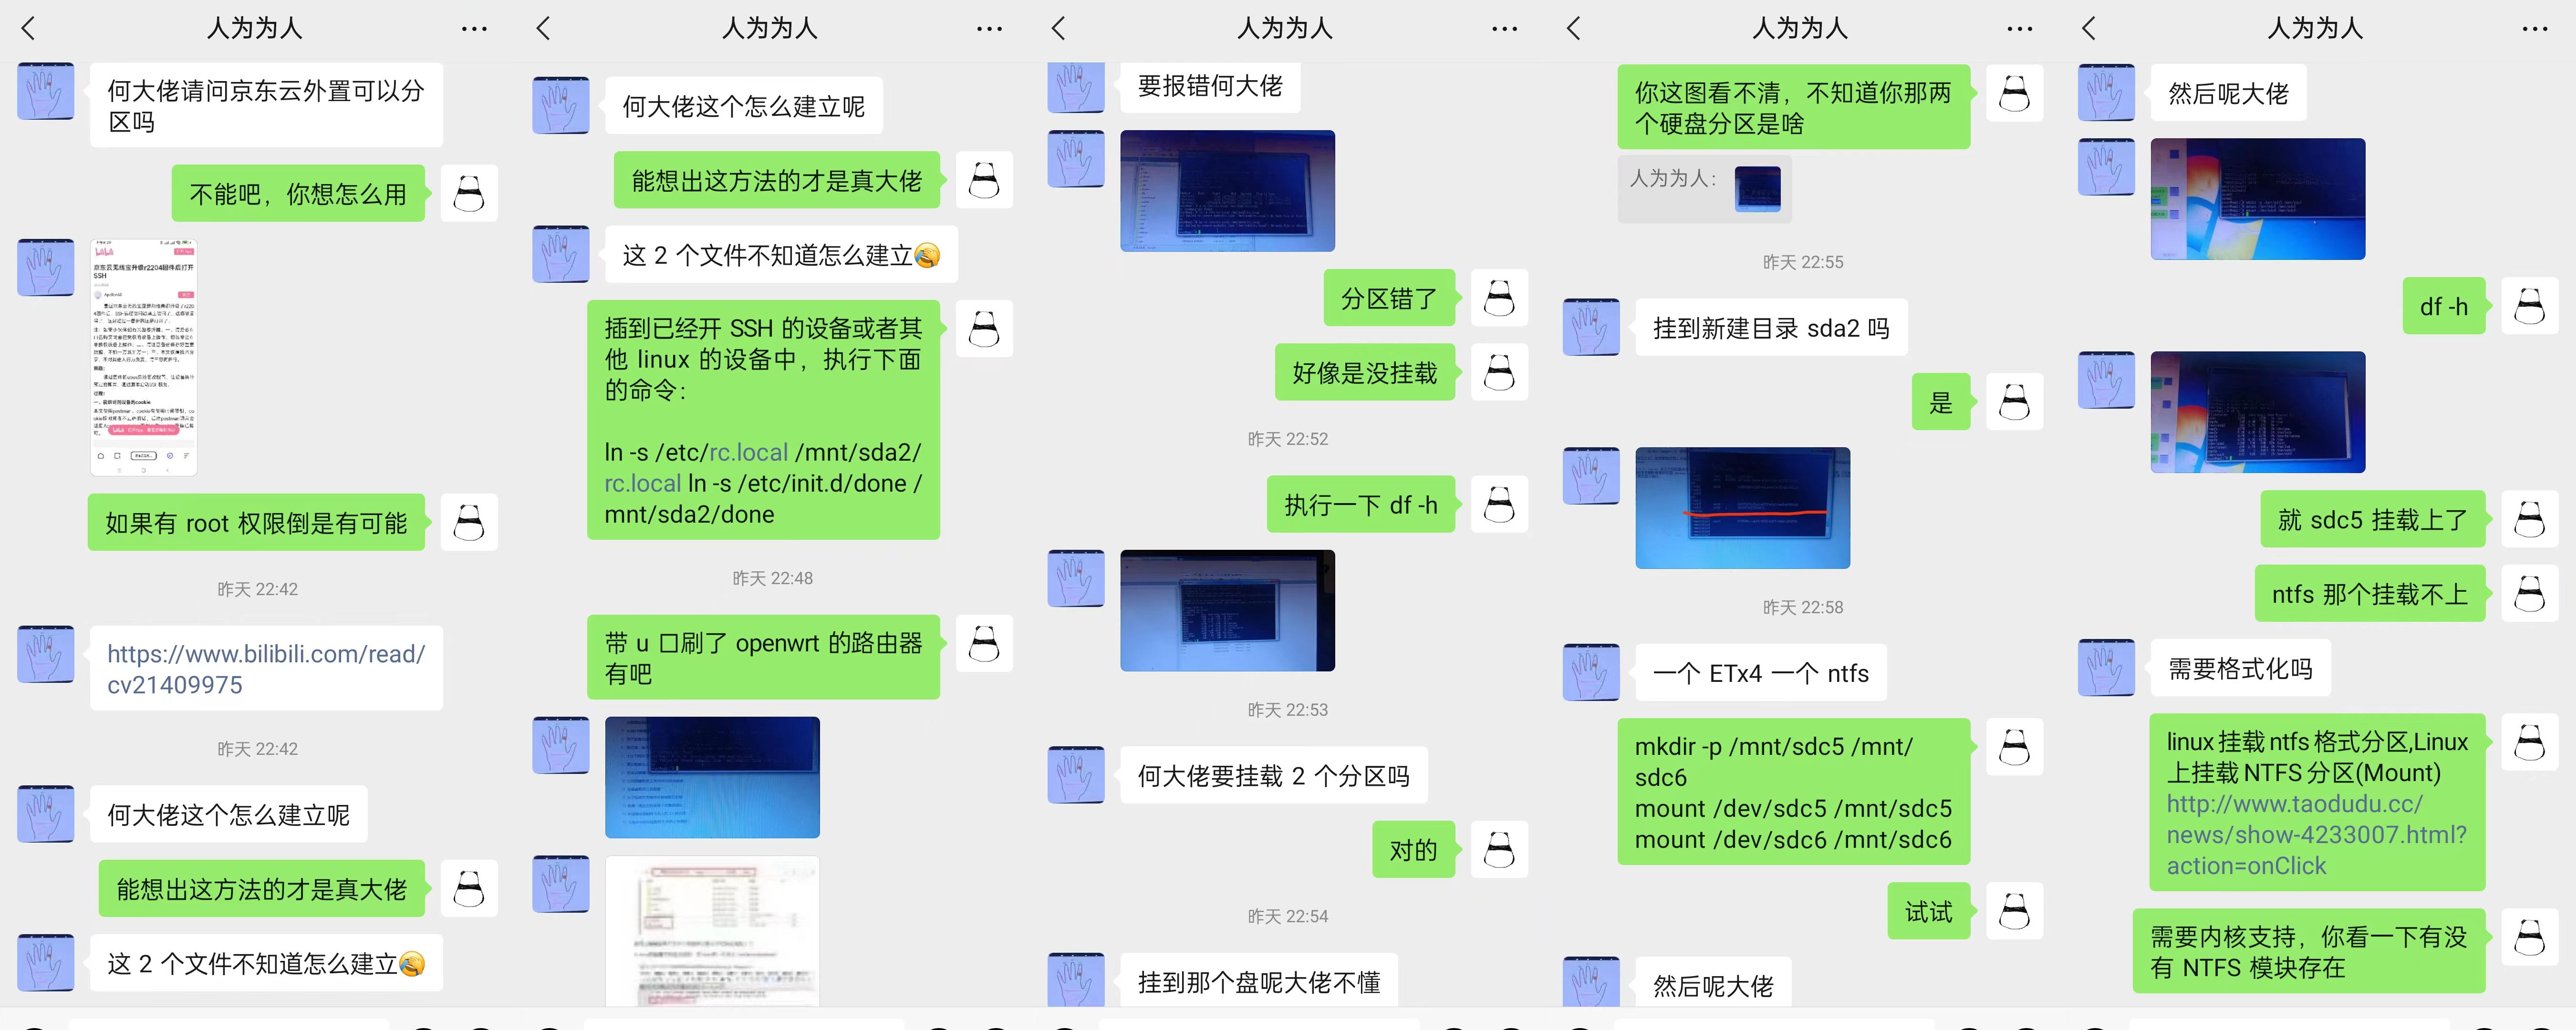 人为为人
何大佬请问京东云外置可以分
区吗
不能吧，你想怎么用
京东云无线宝升级r2204固件后打开
SSH
如果有 root 权限倒是有可能
昨天 22:42
https://www.bilibili.com/read/
cv21409975
昨天 22:42
何大佬这个怎么建立呢
能想出这方法的才是真大佬
这 2 个文件不知道怎么建立😂
人为为人
何大佬这个怎么建立呢
能想出这方法的才是真大佬
这 2 个文件不知道怎么建立😂
插到已经开 SSH 的设备或者其
他 linux 的设备中，执行下面
的命令：
ln -s /etc/rc.local /mnt/sda2/
rc.local ln -s /etc/init.d/done /
mnt/sda2/done
昨天 22:48
带 u 口刷了 openwrt 的路由器
有吧
人为为人
要报错何大佬
分区错了
好像是没挂载
昨天 22:52
执行一下 df -h
昨天 22:53
何大佬要挂载 2 个分区吗
对的
昨天 22:54
挂到那个盘呢大佬不懂
人为为人
你这图看不清，不知道你那两
个硬盘分区是啥
人为为人：
昨天 22:55
挂到新建目录 sda2 吗
是
昨天 22:58
一个 ETx4 一个 ntfs
mkdir -p /mnt/sdc5 /mnt/
sdc6
mount /dev/sdc5 /mnt/sdc5
mount /dev/sdc6 /mnt/sdc6
试试
然后呢大佬
人为为人
然后呢大佬
df -h
就 sdc5 挂载上了
ntfs 那个挂载不上
需要格式化吗
linux 挂载 ntfs 格式分区,Linux
上挂载 NTFS 分区(Mount)
http://www.taodudu.cc/
news/show-4233007.html?
action=onClick
需要内核支持，你看一下有没
有 NTFS 模块存在